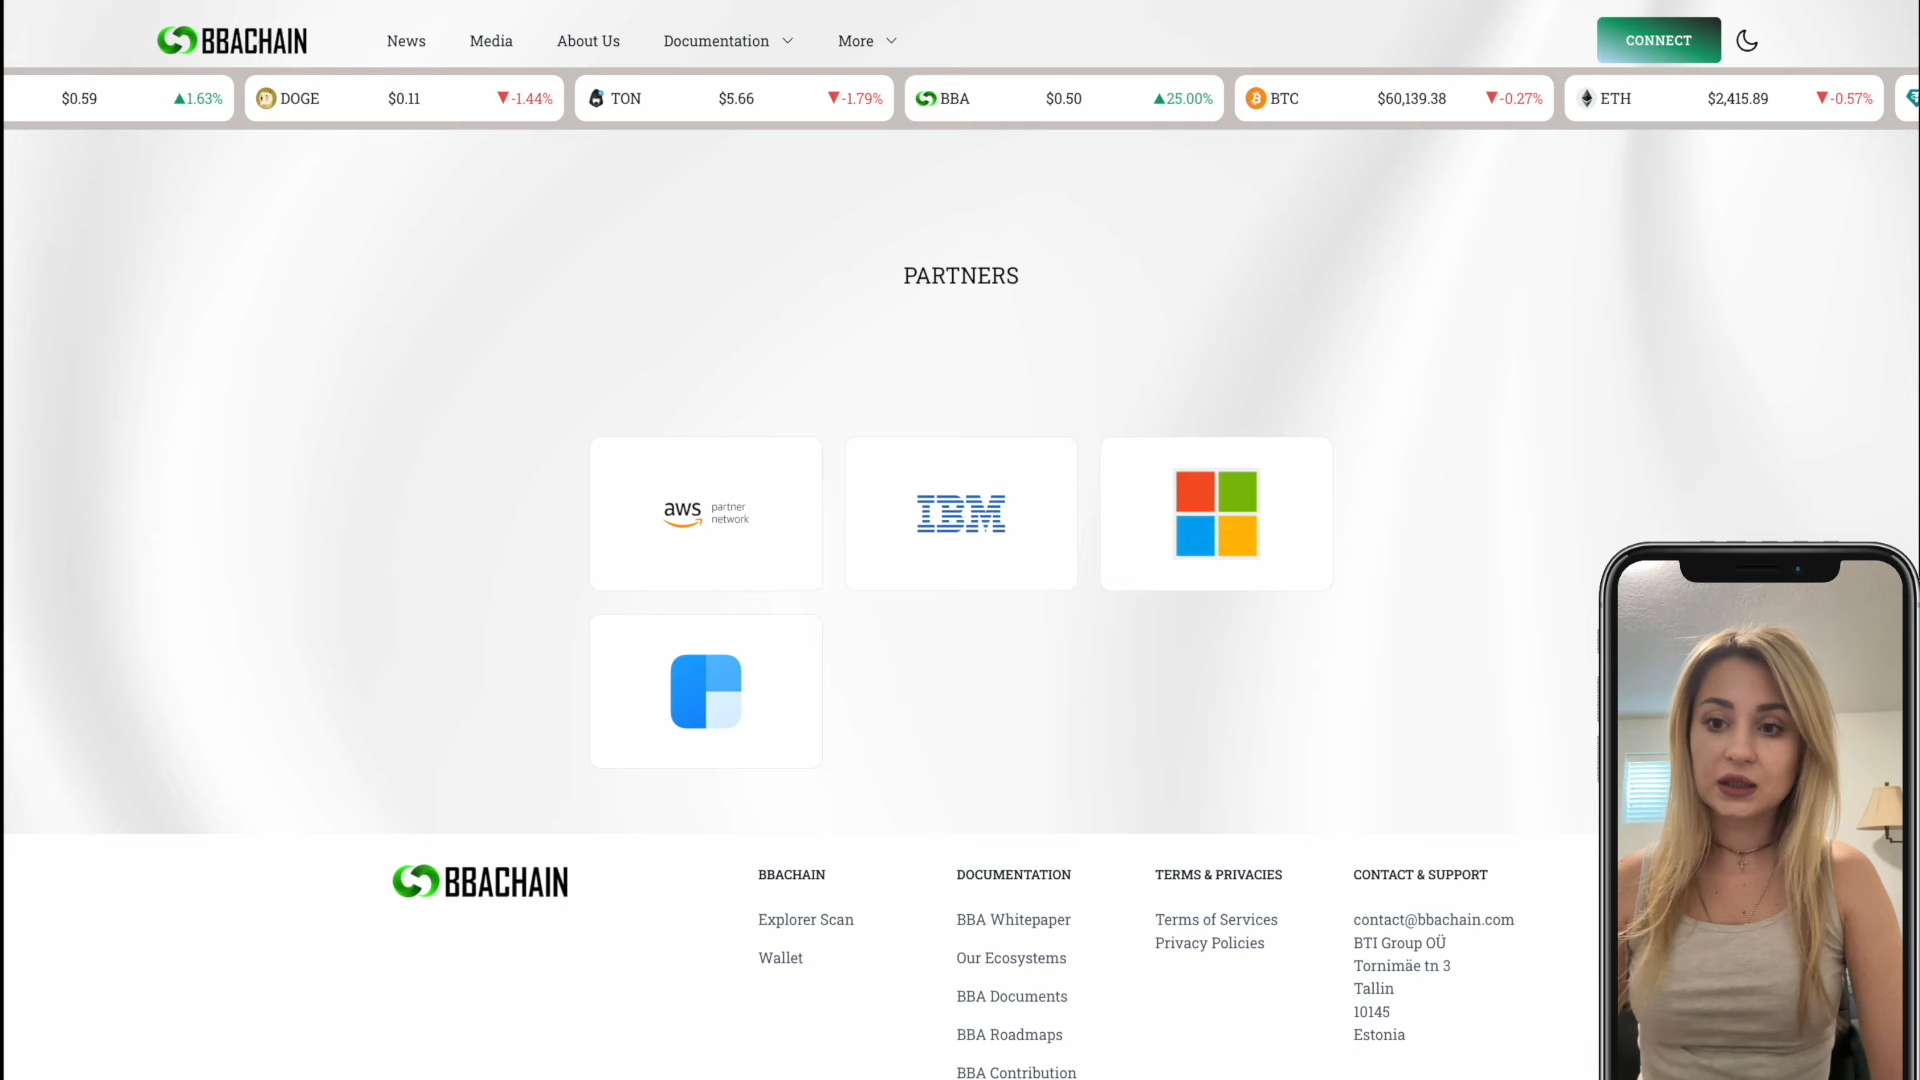 BBACHAIN
News
Media
About Us
Documentation
More
CONNECT
$0.59
1.63%
DOGE
$0.11
-1.44%
TON
$5.66
-1.79%
BBA
$0.50
25.00%
BTC
$60,139.38
-0.27%
ETH
$2,415.89
-0.57%
PARTNERS
aws partner
network
IBM
BBACHAIN
BBACHAIN
Explorer Scan
Wallet
DOCUMENTATION
BBA Whitepaper
Our Ecosystems
BBA Documents
BBA Roadmaps
BBA Contribution
TERMS & PRIVACIES
Terms of Services
Privacy Policies
CONTACT & SUPPORT
contact@bbachain.com
BTI Group OÜ
Tornimäe tn 3
Tallin
10145
Estonia